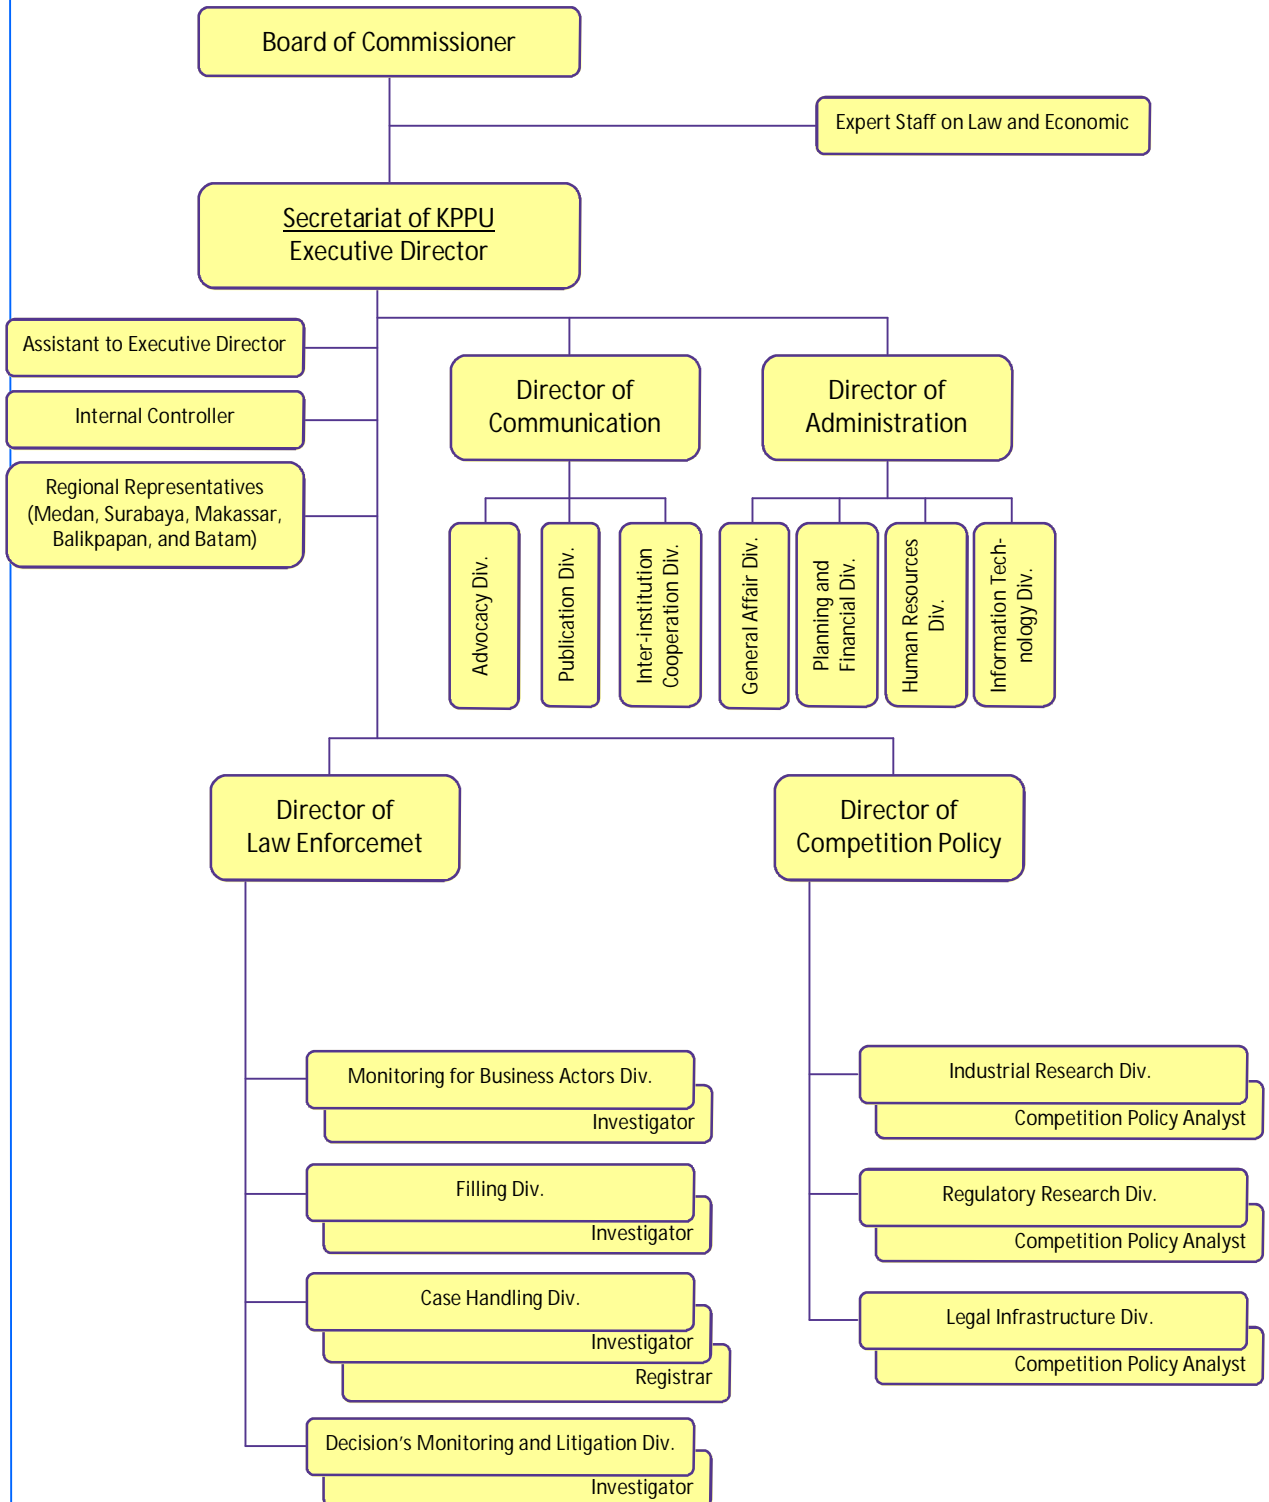 Board of Commissioner
Expert Staff on Law and Economic
Secretariat of KPPU
Executive Director
Assistant to Executive Director
Internal Controller
Regional Representatives
(Medan, Surabaya, Makassar,
Balikpapan, and Batam)
Director of
Communication
Director of
Administration
Advocacy Div.
Publication Div.
Inter-institution
Cooperation Div.
General Affair Div.
Planning and
Financial Div.
Human Resources
Div.
Information Tech-
nology Div.
Director of
Law Enforcemet
Director of
Competition Policy
Monitoring for Business Actors Div.
Investigator
Filling Div.
Investigator
Case Handling Div.
Investigator
Registrar
Decision's Monitoring and Litigation Div.
Investigator
Industrial Research Div.
Competition Policy Analyst
Regulatory Research Div.
Competition Policy Analyst
Legal Infrastructure Div.
Competition Policy Analyst